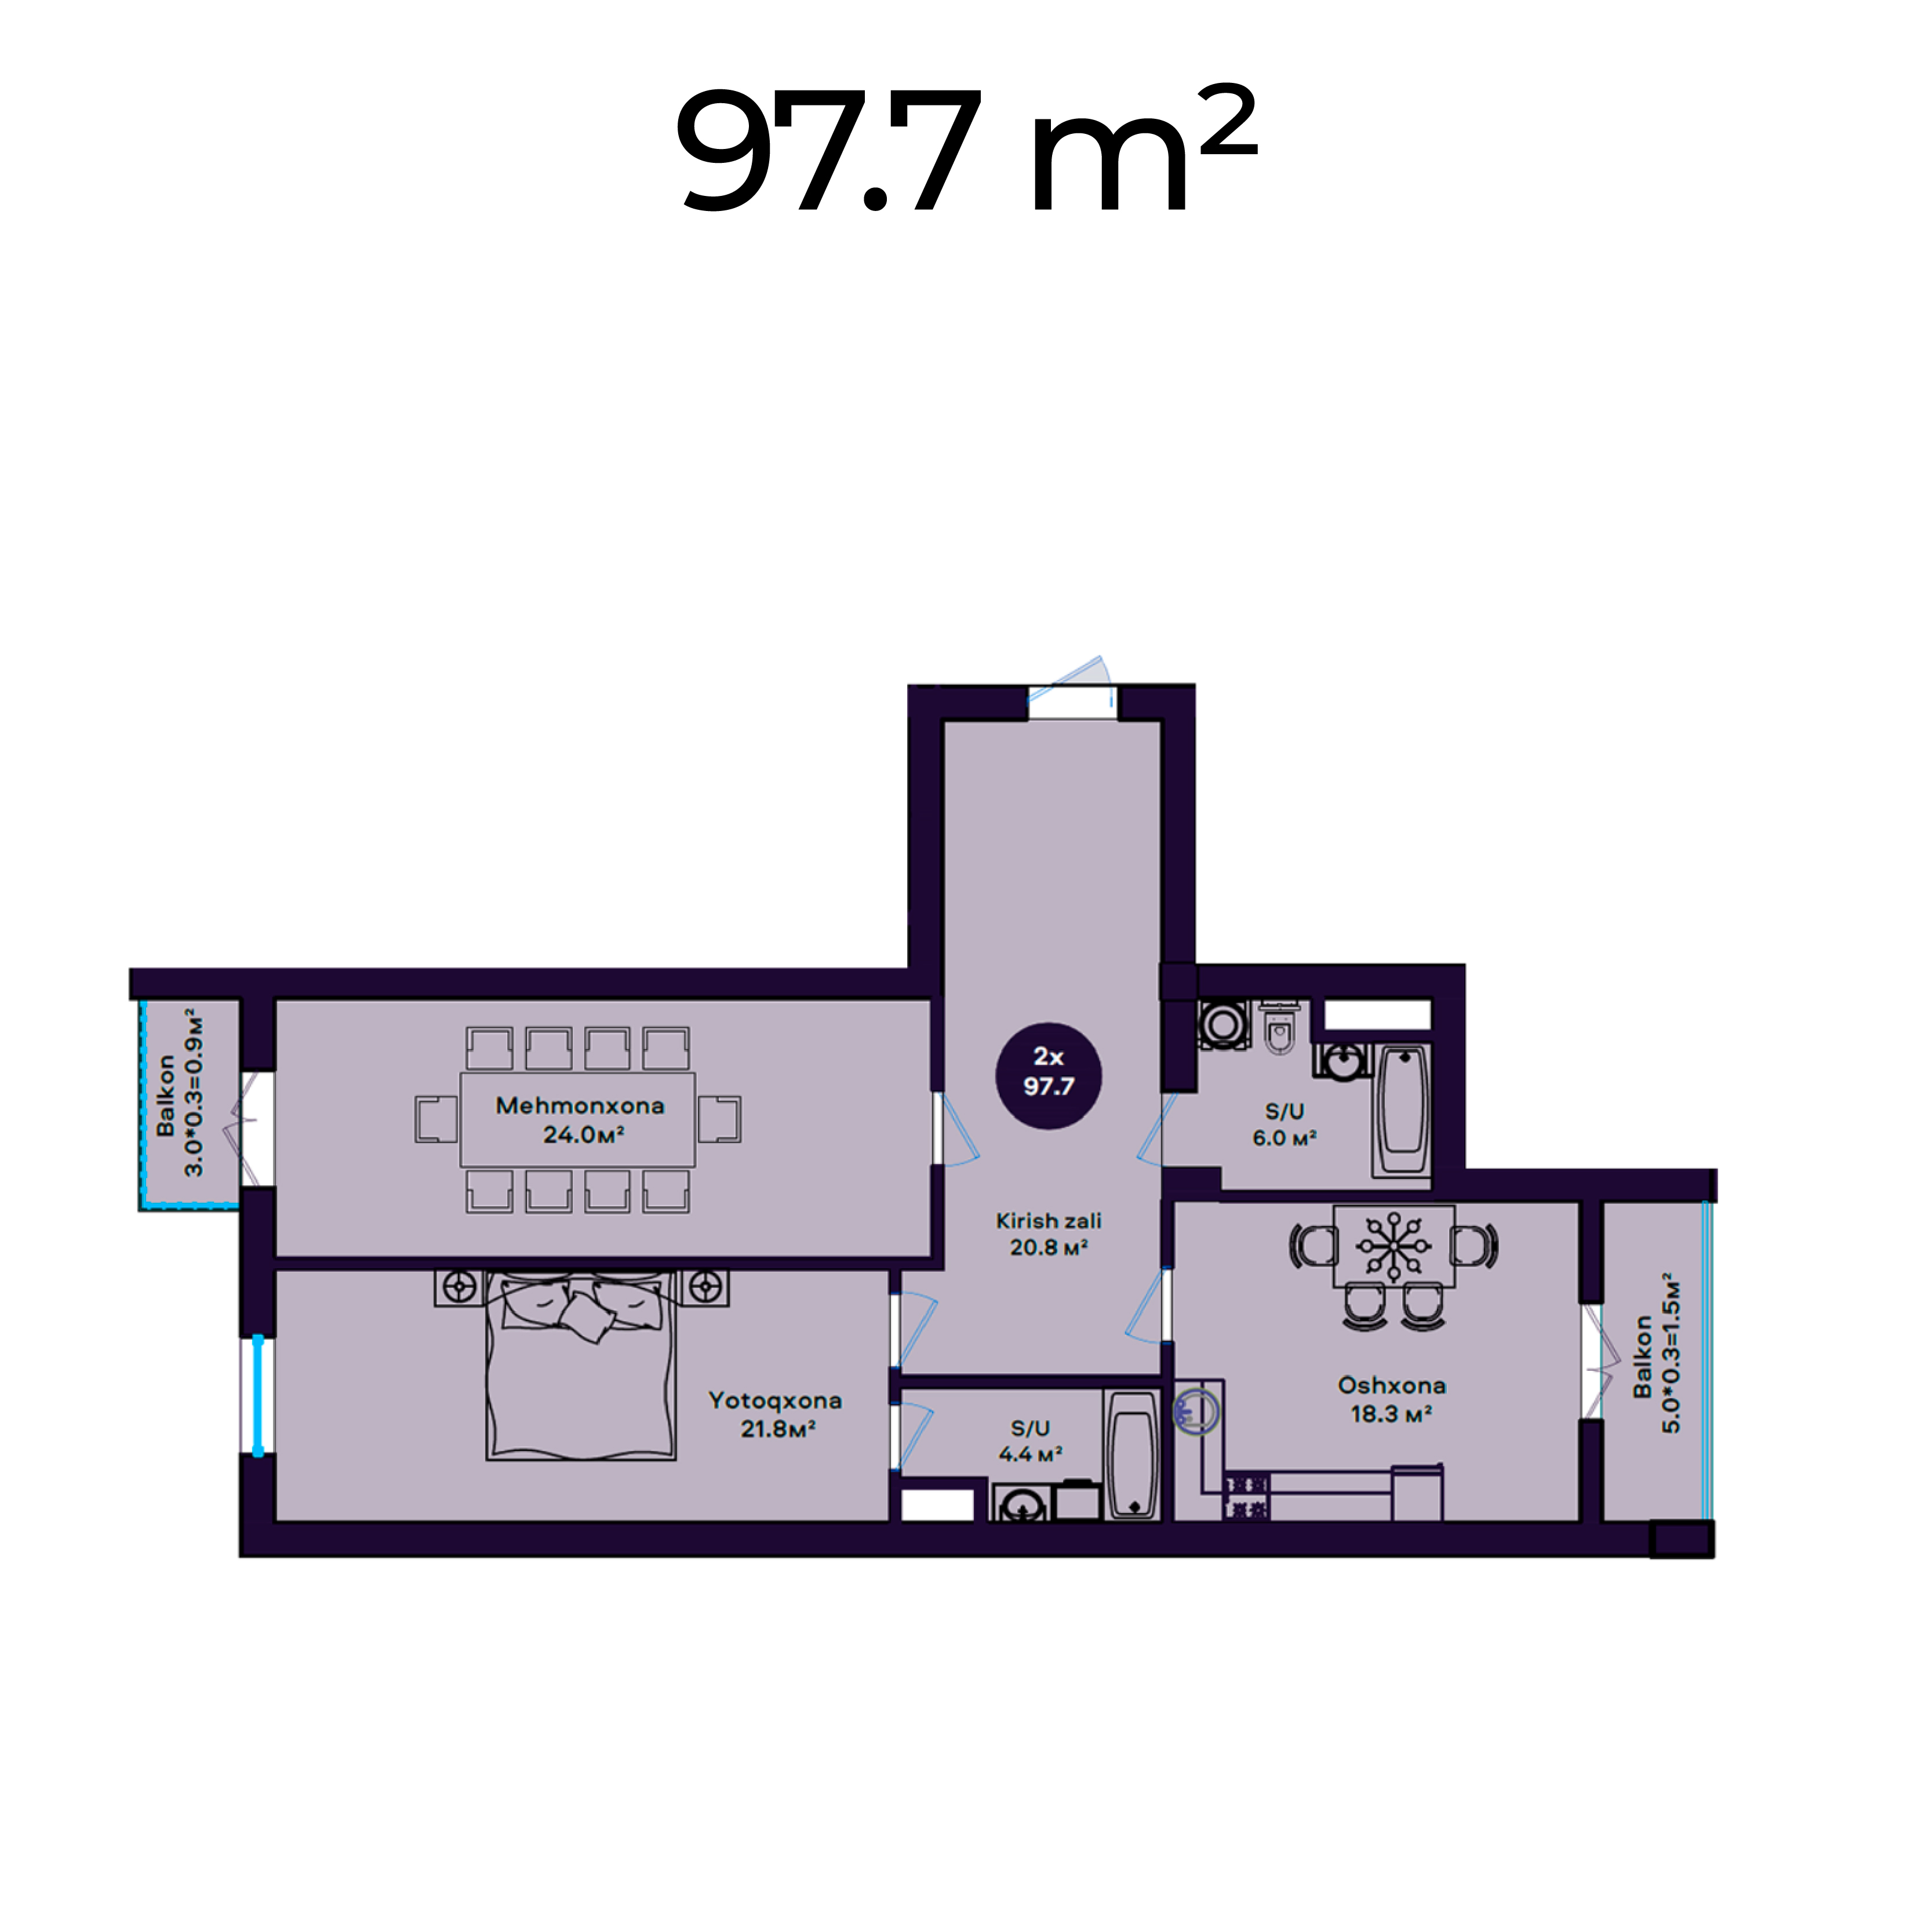 97.7 m²
Balkon
3.0*0.3=0.9м²
Mehmonxona
24.0м²
2x
97.7
S/U
6.0 м²
Kirish zali
20.8 м²
Yotoqxona
21.8м²
S/U
4.4 м²
Oshxona
18.3 м²
Balkon
5.0*0.3=1.5м²